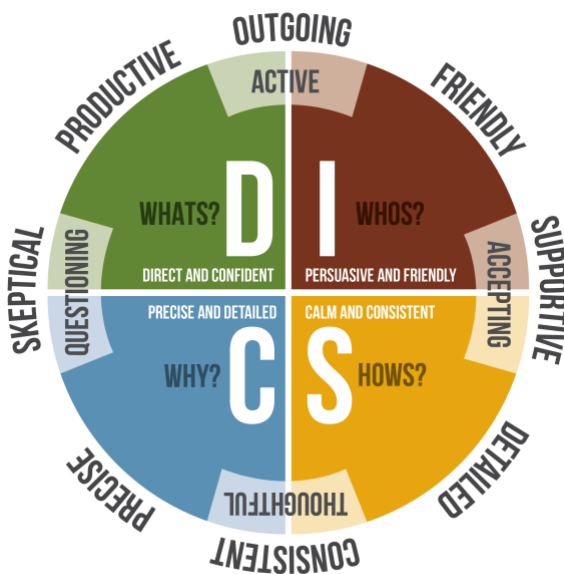 OUTGOING
PRODUCTIVE
FRIENDLY
ACTIVE
D
I
WHATS?
WHOS?
DIRECT AND CONFIDENT
PERSUASIVE AND FRIENDLY
SKEPTICAL
QUESTIONING
ACCEPTING
SUPPORTIVE
PRECISE AND DETAILED
CALM AND CONSISTENT
WHY?
C
S
HOWS?
PRECISE
THOUGHTFUL
DETAILED
CONSISTENT